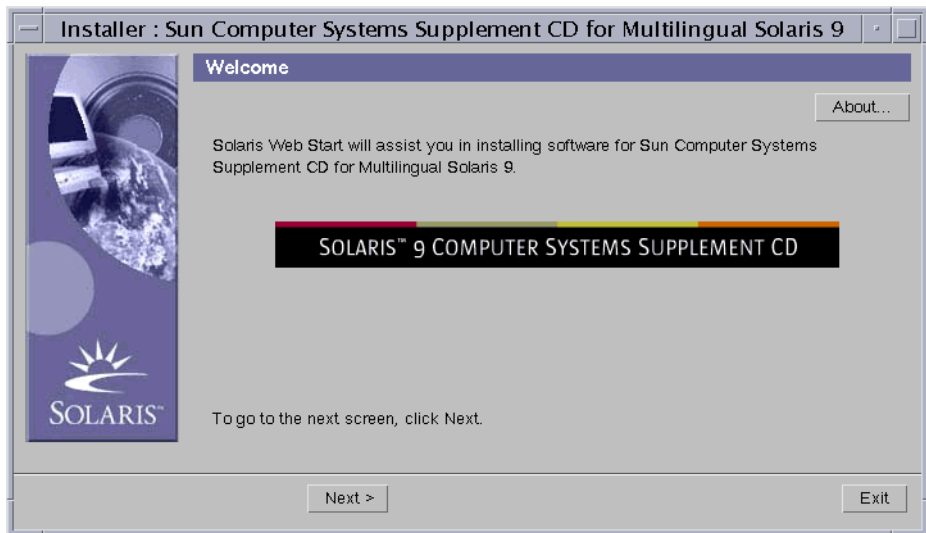 Installer : Sun Computer Systems Supplement CD for Multilingual Solaris 9
Welcome
About...
Solaris Web Start will assist you in installing software for Sun Computer Systems
Supplement CD for Multilingual Solaris 9.
SOLARIS™ 9 COMPUTER SYSTEMS SUPPLEMENT CD
SOLARIS™
To go to the next screen, click Next.
Next >
Exit